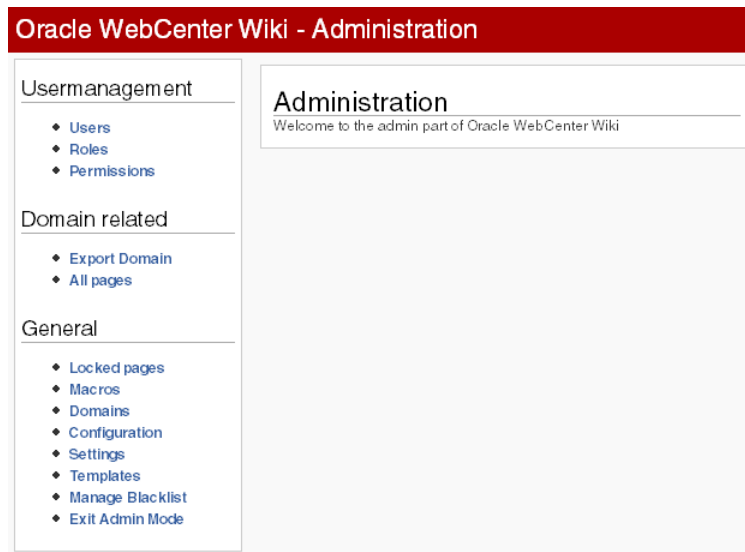 Oracle WebCenter Wiki - Administration
Usermanagement
Users
Roles
Permissions
Domain related
Export Domain
All pages
General
Locked pages
Macros
Domains
Configuration
Settings
Templates
Manage Blacklist
Exit Admin Mode
Administration
Welcome to the admin part of Oracle WebCenter Wiki